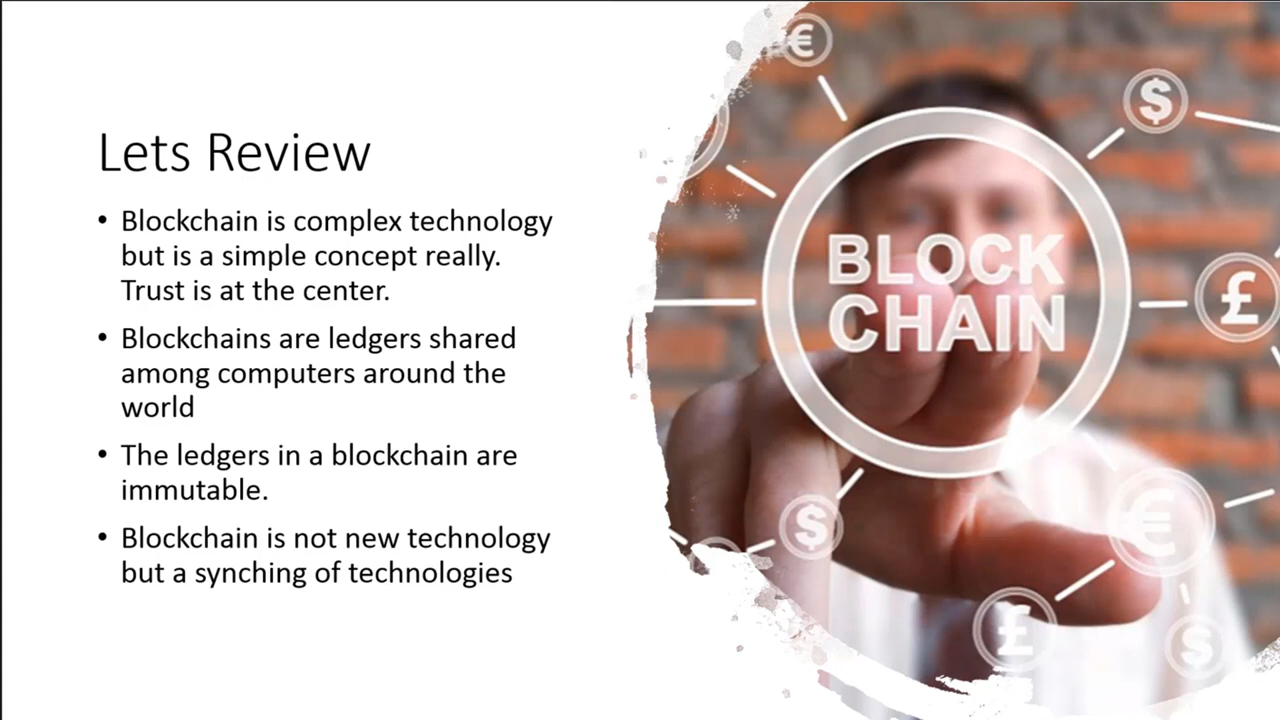 Lets Review
• Blockchain is complex technology
but is a simple concept really.
Trust is at the center.
• Blockchains are ledgers shared
among computers around the
world
• The ledgers in a blockchain are
immutable.
• Blockchain is not new technology
but a synching of technologies
BLOCK
CHAIN
€
$
£
$
€
£
$